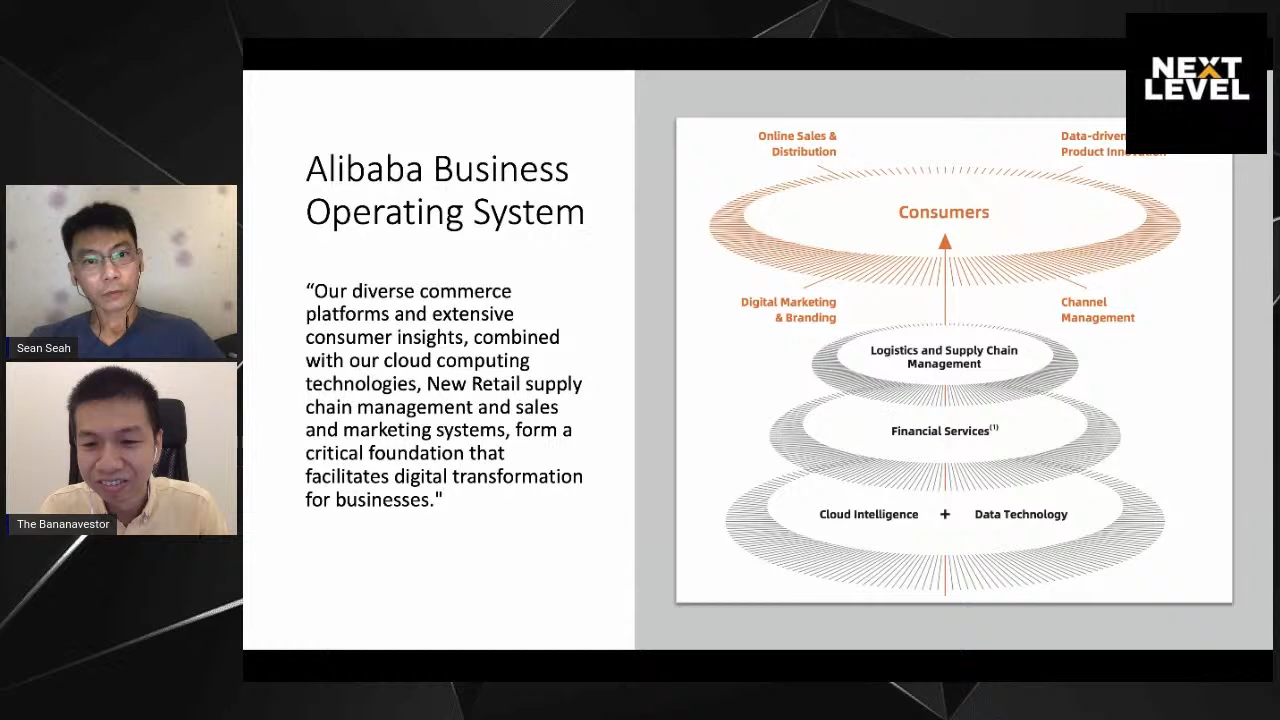 NEXT
LEVEL
Alibaba Business
Operating System
“Our diverse commerce
platforms and extensive
consumer insights, combined
with our cloud computing
technologies, New Retail supply
chain management and sales
and marketing systems, form a
critical foundation that
facilitates digital transformation
for businesses."
Online Sales &
Distribution
Data-driven
Product Innovation
Consumers
Digital Marketing
& Branding
Channel
Management
Logistics and Supply Chain
Management
Financial Services(1)
Cloud Intelligence + Data Technology
Sean Seah
The Bananavestor